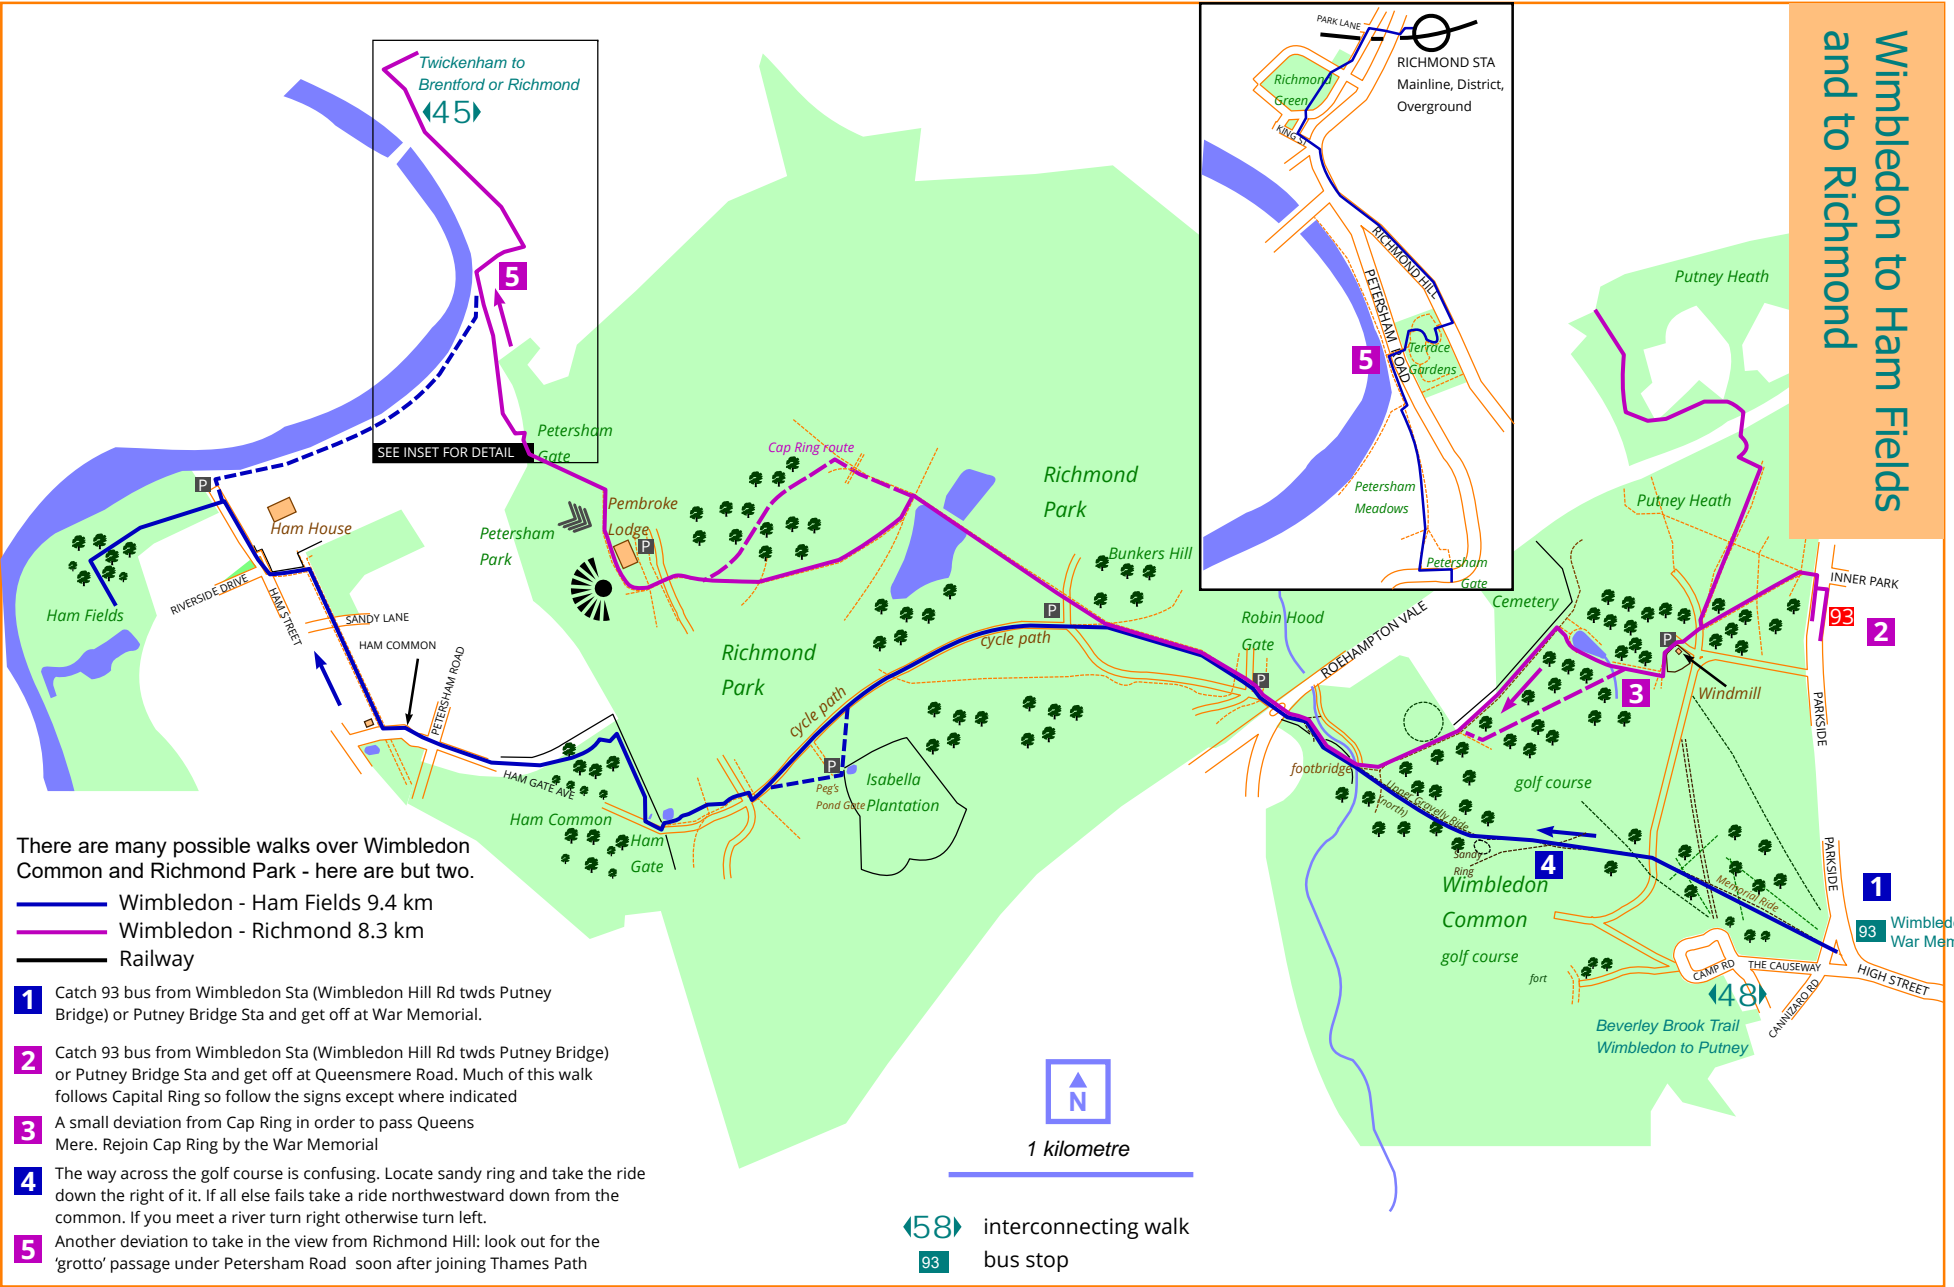 Wimbledon to Ham Fields
and to Richmond
Twickenham to
Brentford or Richmond
45
5
SEE INSET FOR DETAIL
Petersham
Gate
PARK LANE
RICHMOND STA
Mainline, District,
Overground
Richmond
Green
KING ST
RICHMOND HILL
PETERSHAM ROAD
5
Terrace
Gardens
Petersham
Meadows
Petersham
Gate
Putney Heath
Putney Heath
P
Ham House
Ham Fields
RIVERSIDE DRIVE
HAM STREET
SANDY LANE
HAM COMMON
PETERSHAM ROAD
HAM GATE AVE
Ham Common
Ham
Gate
Petersham
Park
Pembroke
Lodge
P
Cap Ring route
Richmond
Park
Bunkers Hill
Richmond
Park
cycle path
cycle path
P
P
Peg's
Pond Gate
Isabella
Plantation
Robin Hood
Gate
P
ROEHAMPTON VALE
Cemetery
P
INNER PARK
93
2
3
Windmill
PARKSIDE
footbridge
Upper Gravelly Ride
(north)
golf course
Sandy
Ring
4
Wimbledon
Common
golf course
fort
Memorial Ride
PARKSIDE
1
93
Wimbled
War Mem
CAMP RD
THE CAUSEWAY
HIGH STREET
CANNIZARO RD
48
Beverley Brook Trail
Wimbledon to Putney
There are many possible walks over Wimbledon
Common and Richmond Park - here are but two.
Wimbledon - Ham Fields 9.4 km
Wimbledon - Richmond 8.3 km
Railway
1 Catch 93 bus from Wimbledon Sta (Wimbledon Hill Rd twds Putney
Bridge) or Putney Bridge Sta and get off at War Memorial.
2 Catch 93 bus from Wimbledon Sta (Wimbledon Hill Rd twds Putney Bridge)
or Putney Bridge Sta and get off at Queensmere Road. Much of this walk
follows Capital Ring so follow the signs except where indicated
3 A small deviation from Cap Ring in order to pass Queens
Mere. Rejoin Cap Ring by the War Memorial
4 The way across the golf course is confusing. Locate sandy ring and take the ride
down the right of it. If all else fails take a ride northwestward down from the
common. If you meet a river turn right otherwise turn left.
5 Another deviation to take in the view from Richmond Hill: look out for the
‘grotto’ passage under Petersham Road soon after joining Thames Path
N
1 kilometre
58 interconnecting walk
93 bus stop